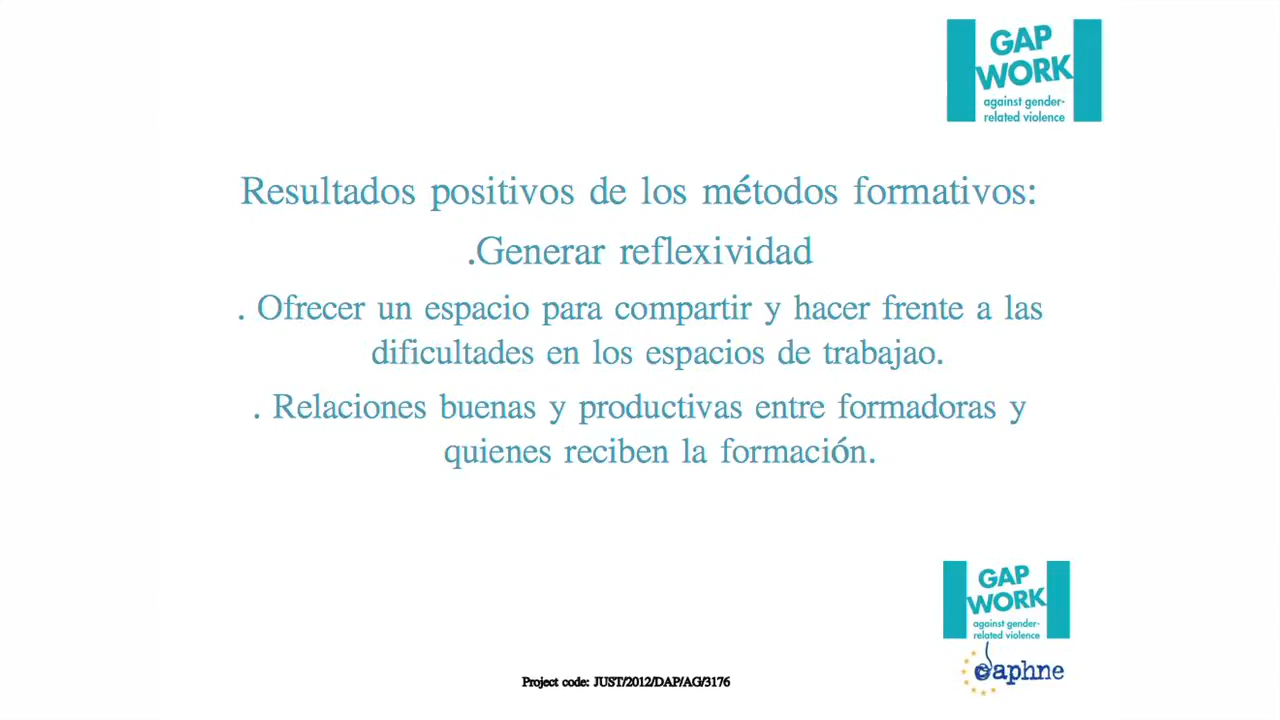 GAP
WORK
against gender-
related violence
Resultados positivos de los métodos formativos:
.Generar reflexividad
. Ofrecer un espacio para compartir y hacer frente a las
dificultades en los espacios de trabajao.
. Relaciones buenas y productivas entre formadoras y
quienes reciben la formación.
GAP
WORK
against gender-
related violence
daphne
Project code: JUST/2012/DAP/AG/3176